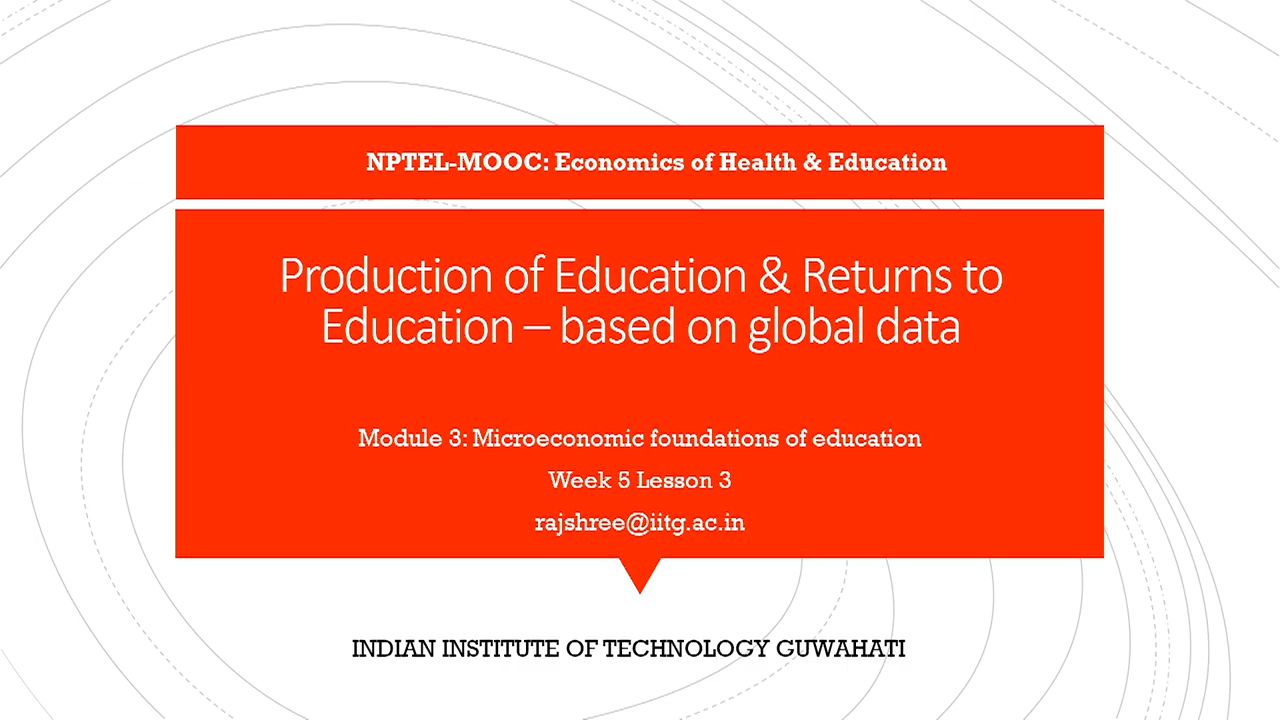 NPTEL-MOOC: Economics of Health & Education
Production of Education & Returns to
Education – based on global data
Module 3: Microeconomic foundations of education
Week 5 Lesson 3
rajshree@iitg.ac.in
INDIAN INSTITUTE OF TECHNOLOGY GUWAHATI